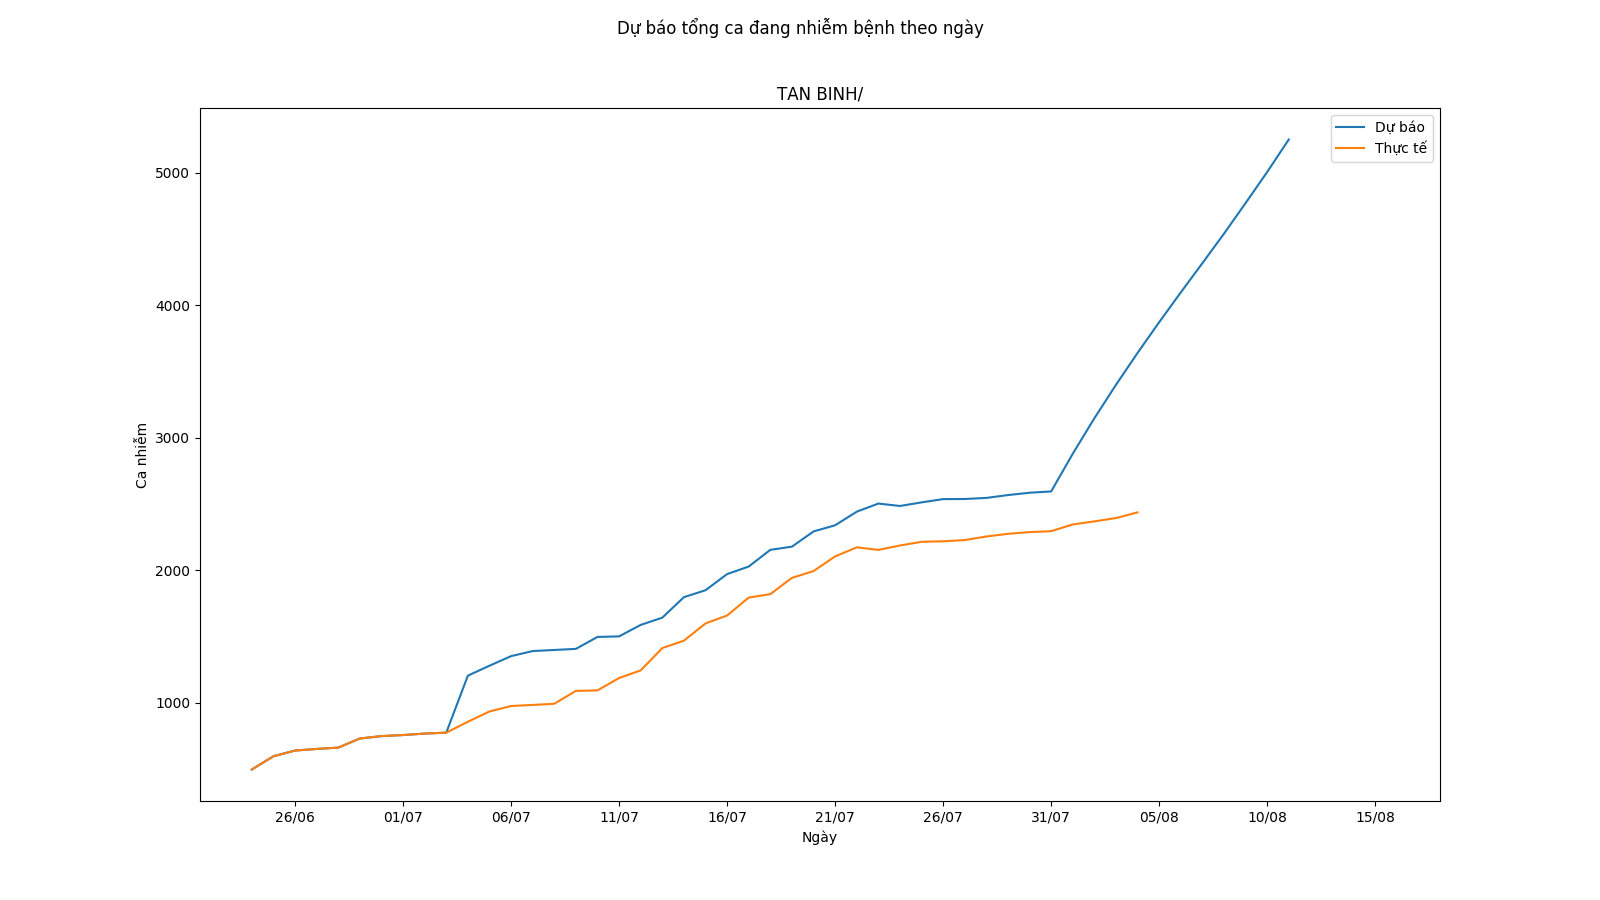 Dự báo tổng ca đang nhiễm bệnh theo ngày
TAN BINH/
Dự báo
Thực tế
5000
4000
3000
2000
1000
Ca nhiễm
26/06 01/07 06/07 11/07 16/07 21/07 26/07 31/07 05/08 10/08 15/08
Ngày